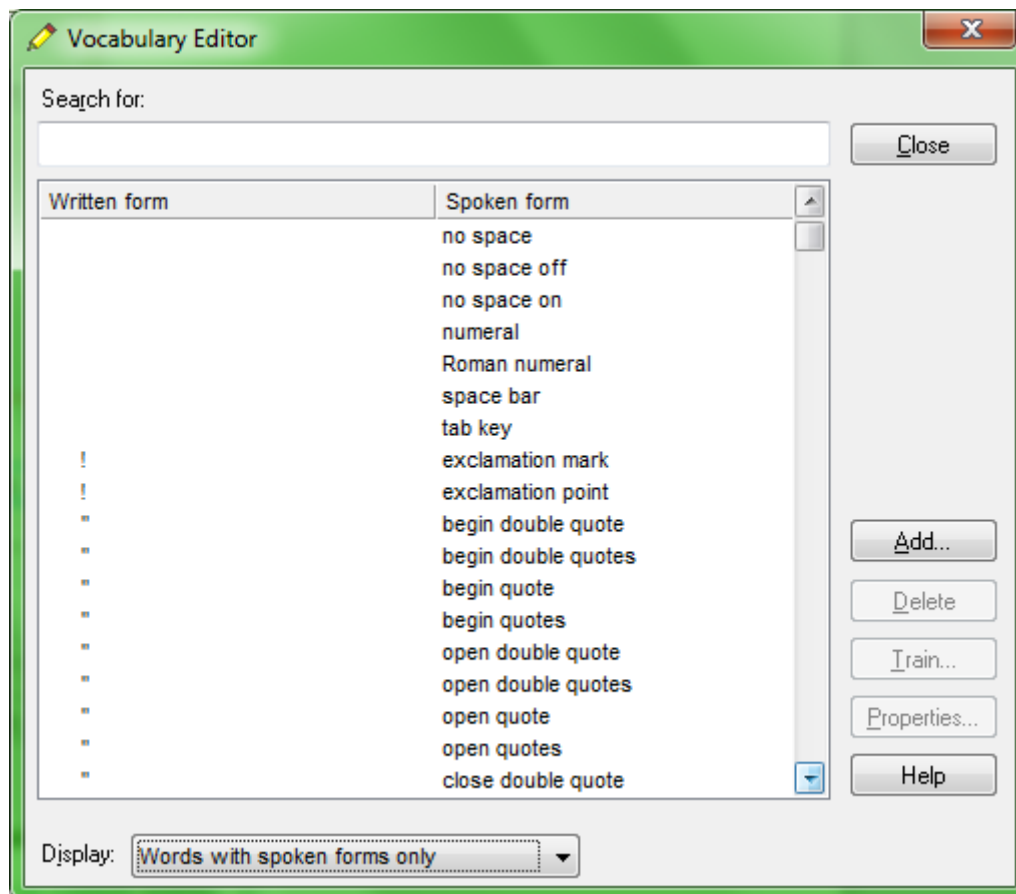 Vocabulary Editor
Search for:
Close
Written form Spoken form
no space
no space off
no space on
numeral
Roman numeral
space bar
tab key
! exclamation mark
! exclamation point
" begin double quote
" begin double quotes
" begin quote
" begin quotes
" open double quote
" open double quotes
" open quote
" open quotes
" close double quote
Add...
Delete
Train...
Properties...
Help
Display: Words with spoken forms only